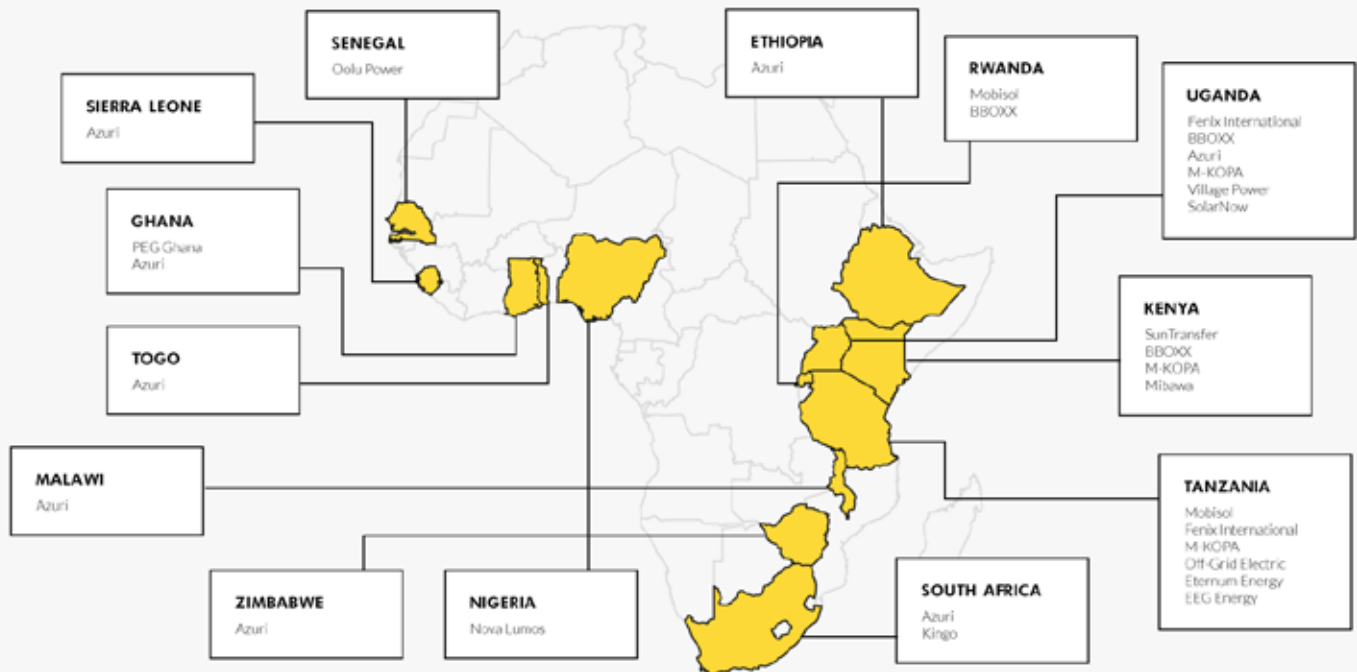 SENEGAL
Oolu Power
ETHIOPIA
Azuri
RWANDA
Mobisol
BBOXX
UGANDA
Fenix International
BBOXX
Azuri
M-KOPA
Village Power
SolarNow
SIERRA LEONE
Azuri
GHANA
PEG Ghana
Azuri
KENYA
SunTransfer
BBOXX
M-KOPA
Mibawa
TOGO
Azuri
MALAWI
Azuri
TANZANIA
Mobisol
Fenix International
M-KOPA
Off-Grid Electric
Eternum Energy
EEG Energy
ZIMBABWE
Azuri
NIGERIA
Nova Lumos
SOUTH AFRICA
Azuri
Kingo